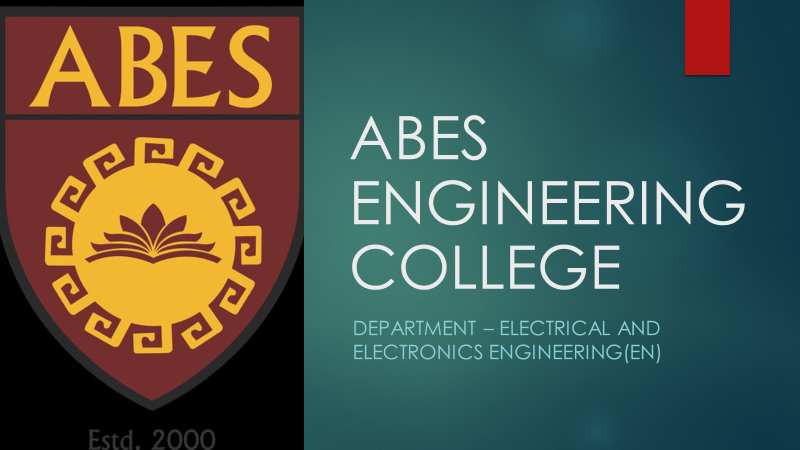 ABES
Estd. 2000
ABES
ENGINEERING
COLLEGE
DEPARTMENT – ELECTRICAL AND
ELECTRONICS ENGINEERING(EN)